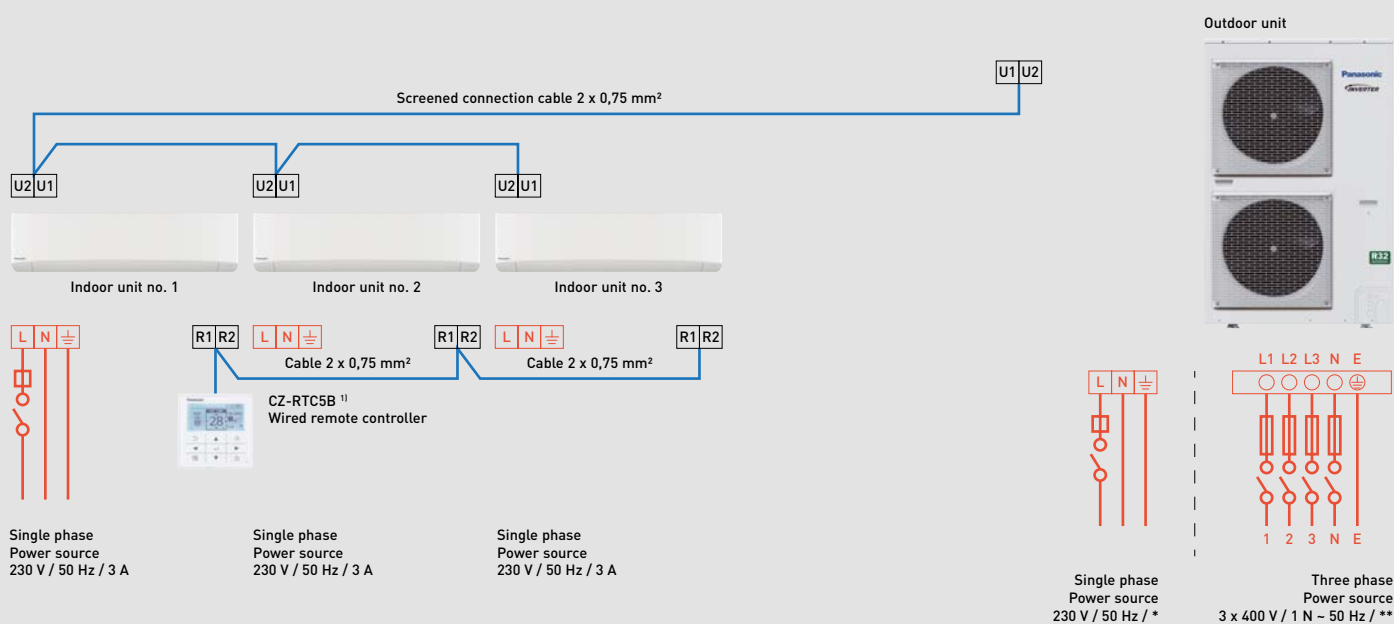 Outdoor unit
Panasonic
INVERTER
R32
U1 U2
Screened connection cable 2 x 0,75 mm²
U2 U1
U2 U1
U2 U1
Indoor unit no. 1
Indoor unit no. 2
Indoor unit no. 3
L N
R1 R2
L N
R1 R2
L N
R1 R2
Cable 2 x 0,75 mm²
Cable 2 x 0,75 mm²
CZ-RTC5B 1)
Wired remote controller
Panasonic
28
L N
L1 L2 L3 N E
1 2 3 N E
Single phase
Power source
230 V / 50 Hz / 3 A
Single phase
Power source
230 V / 50 Hz / 3 A
Single phase
Power source
230 V / 50 Hz / 3 A
Single phase
Power source
230 V / 50 Hz / *
Three phase
Power source
3 x 400 V / 1 N ~ 50 Hz / **